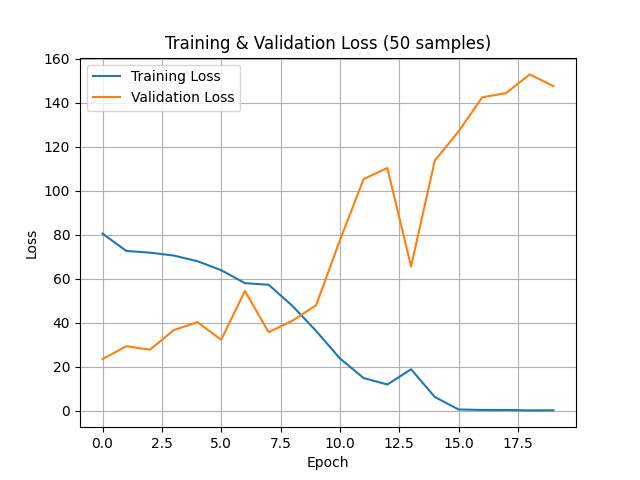 Training & Validation Loss (50 samples)
Training Loss
Validation Loss
Loss
160
140
120
100
80
60
40
20
0
0.0 2.5 5.0 7.5 10.0 12.5 15.0 17.5
Epoch